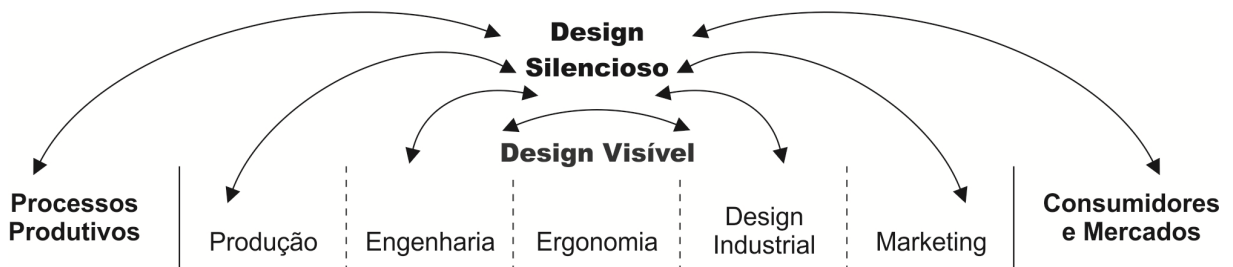 Design
Silencioso
Design Visível
Processos
Produtivos
Produção
Engenharia
Ergonomia
Design
Industrial
Marketing
Consumidores
e Mercados